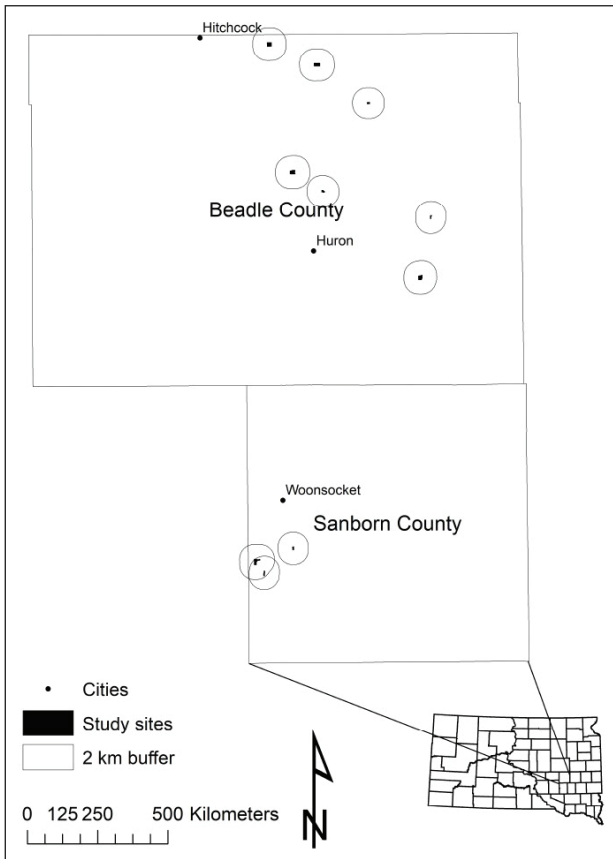 Hitchcock
Beadle County
Huron
Woonsocket
Sanborn County
Cities
Study sites
2 km buffer
0 125 250 500 Kilometers
N